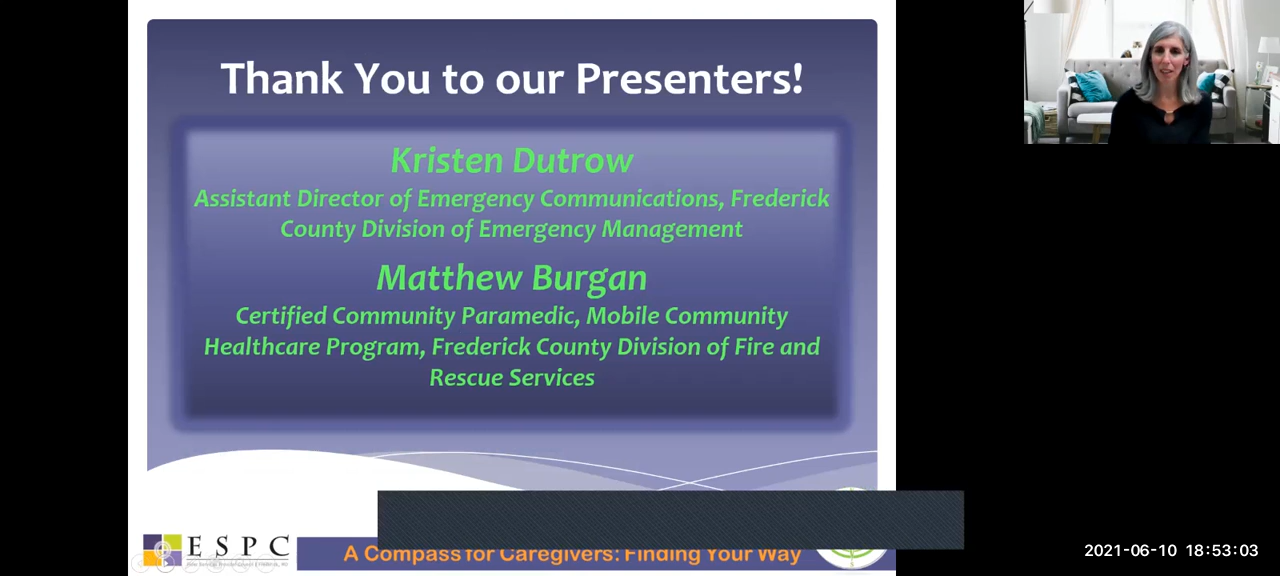 Thank You to our Presenters!
Kristen Dutrow
Assistant Director of Emergency Communications, Frederick
County Division of Emergency Management
Matthew Burgan
Certified Community Paramedic, Mobile Community
Healthcare Program, Frederick County Division of Fire and
Rescue Services
ESPC
A Compass for Caregivers: Finding Your Way
2021-06-10 18:53:03